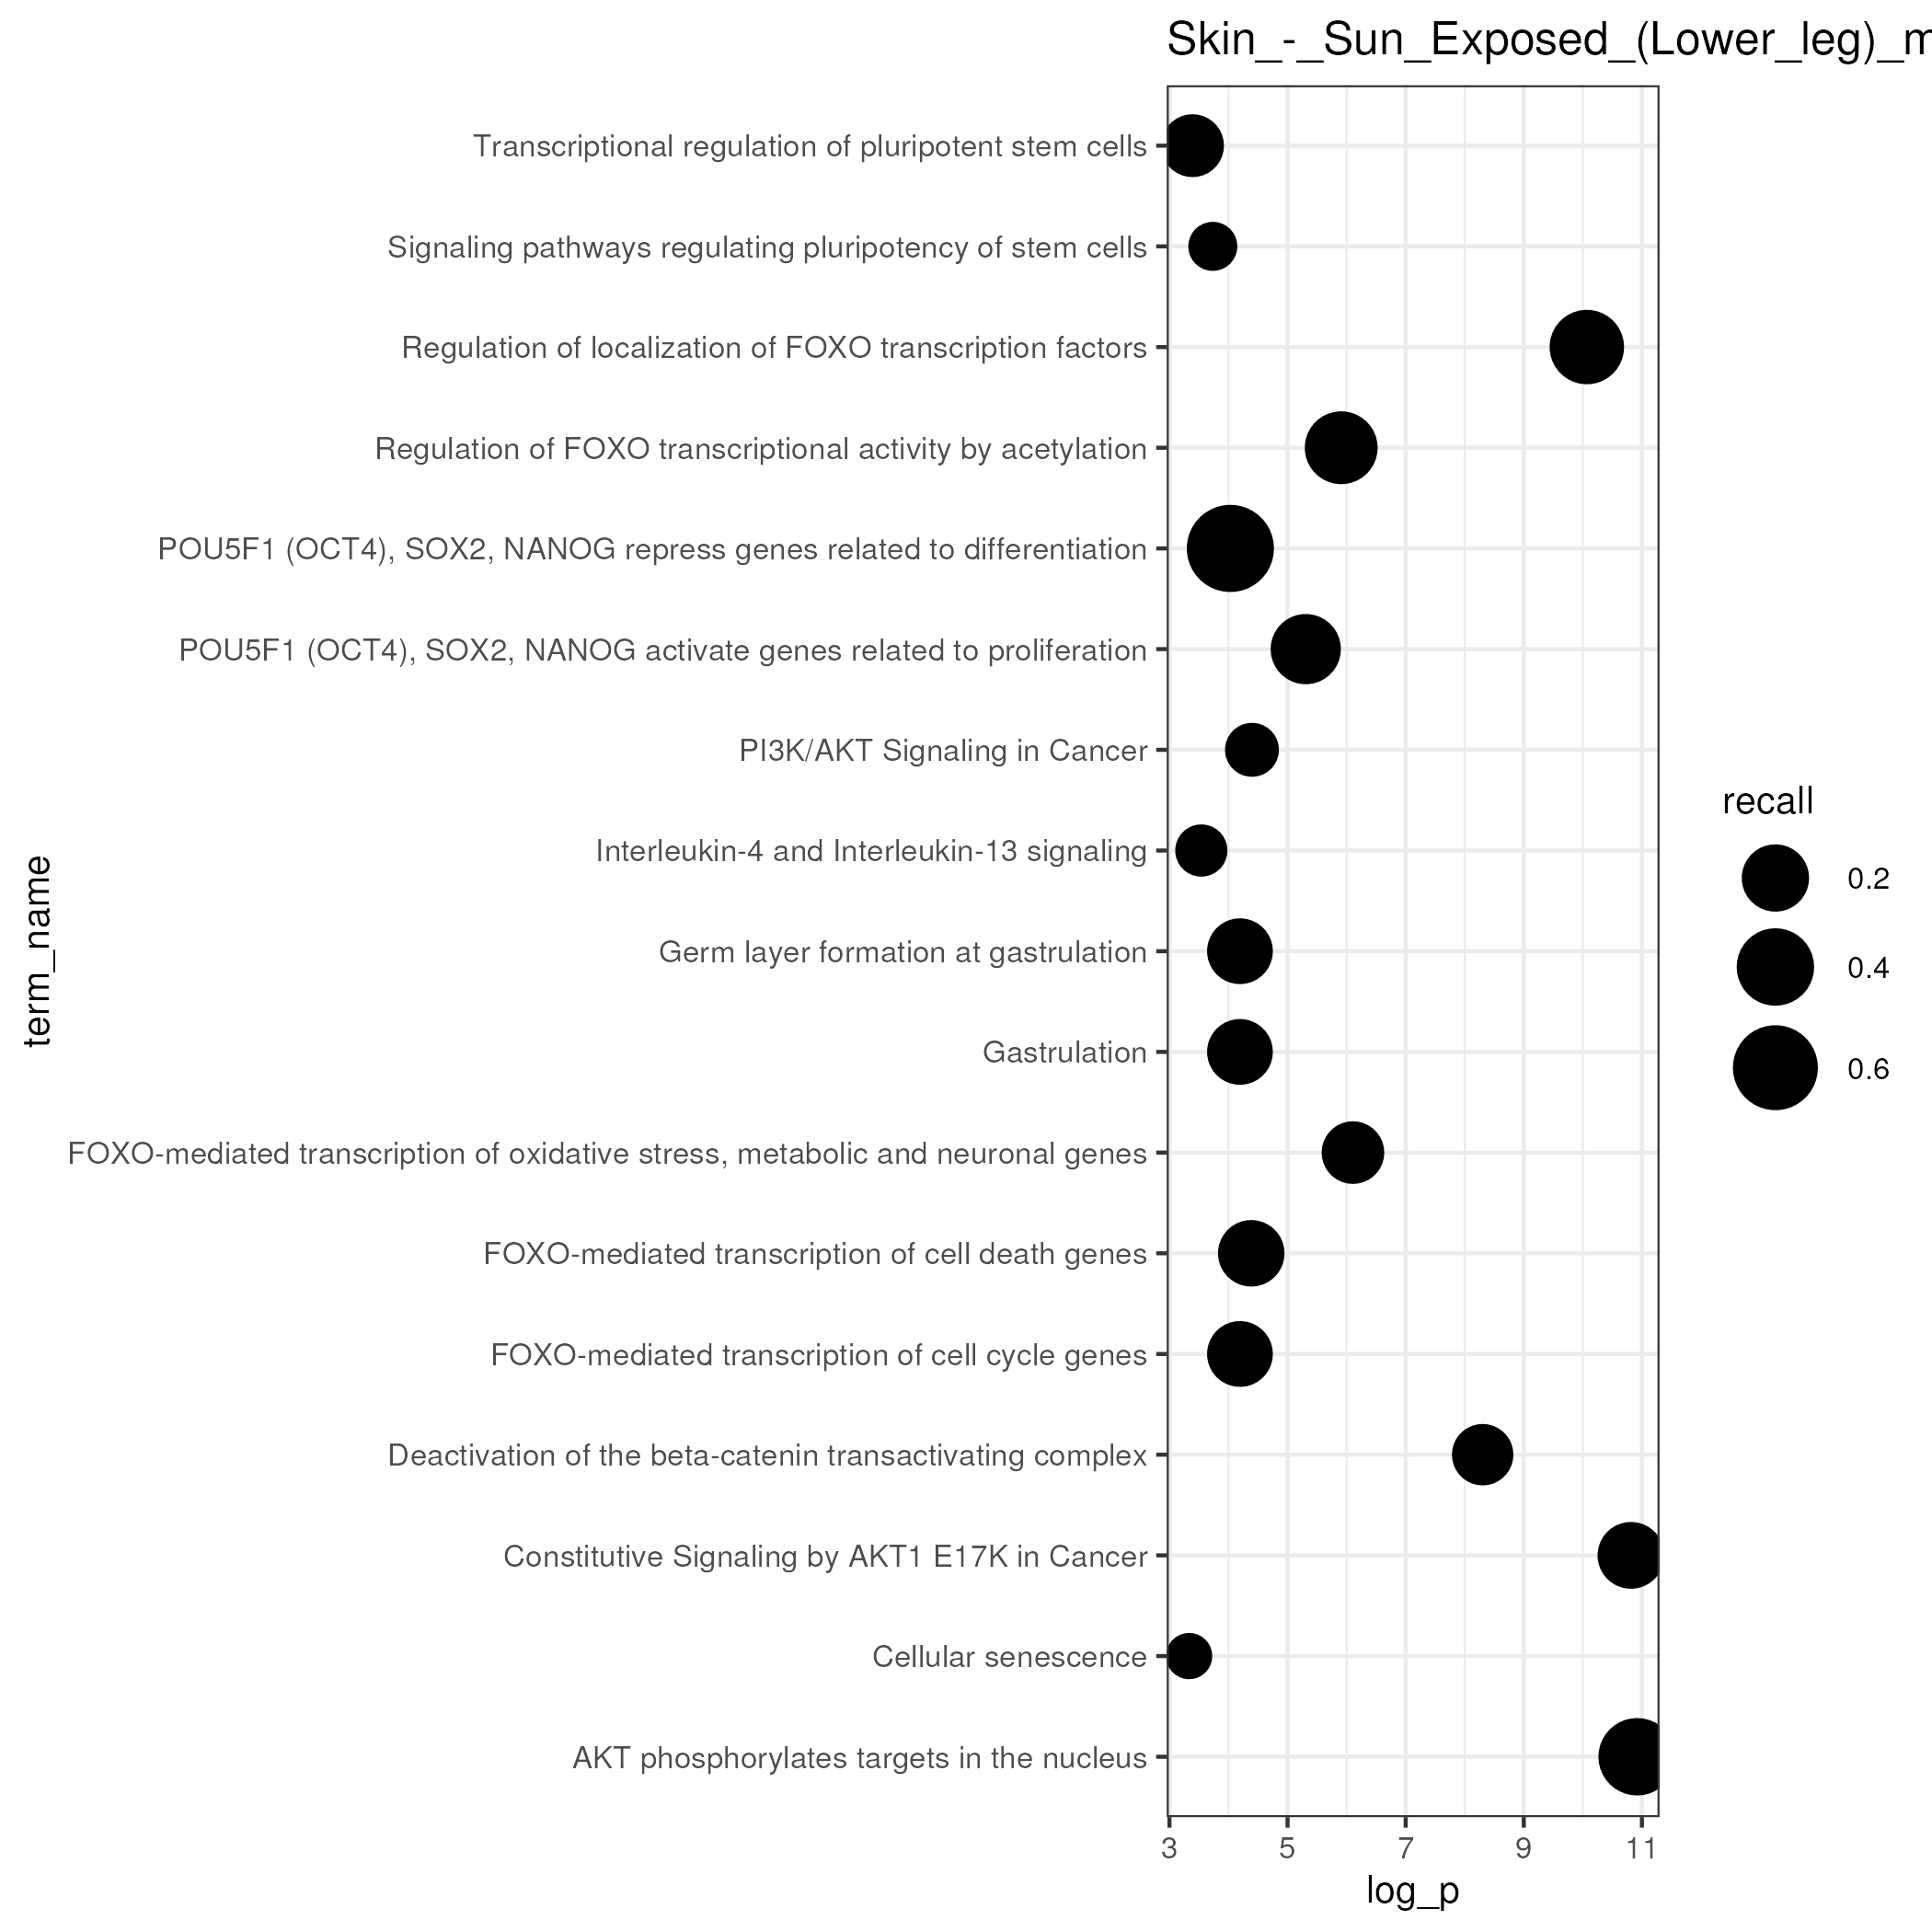 Skin_-_Sun_Exposed_(Lower_leg)_m
Transcriptional regulation of pluripotent stem cells
Signaling pathways regulating pluripotency of stem cells
Regulation of localization of FOXO transcription factors
Regulation of FOXO transcriptional activity by acetylation
POU5F1 (OCT4), SOX2, NANOG repress genes related to differentiation
POU5F1 (OCT4), SOX2, NANOG activate genes related to proliferation
PI3K/AKT Signaling in Cancer
Interleukin-4 and Interleukin-13 signaling
Germ layer formation at gastrulation
Gastrulation
FOXO-mediated transcription of oxidative stress, metabolic and neuronal genes
FOXO-mediated transcription of cell death genes
FOXO-mediated transcription of cell cycle genes
Deactivation of the beta-catenin transactivating complex
Constitutive Signaling by AKT1 E17K in Cancer
Cellular senescence
AKT phosphorylates targets in the nucleus
term_name
3 5 7 9 11
log_p
recall
0.2
0.4
0.6